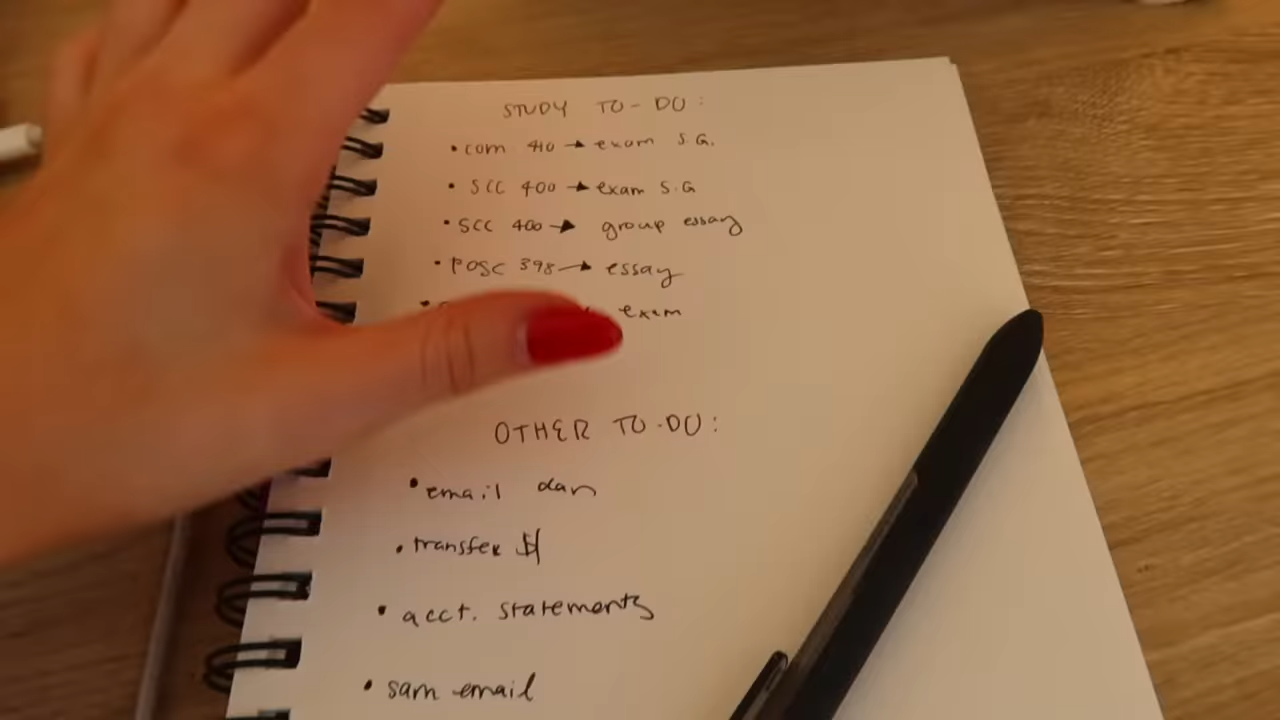 STUDY TO-DO:
• com 410 → exam S.G.
• SCC 400 → exam S.G
• SCC 400 → group essay
• POSC 398 → essay
• exam
OTHER TO-DO:
• email dan
• transfer $
• acct. statements
• sam email